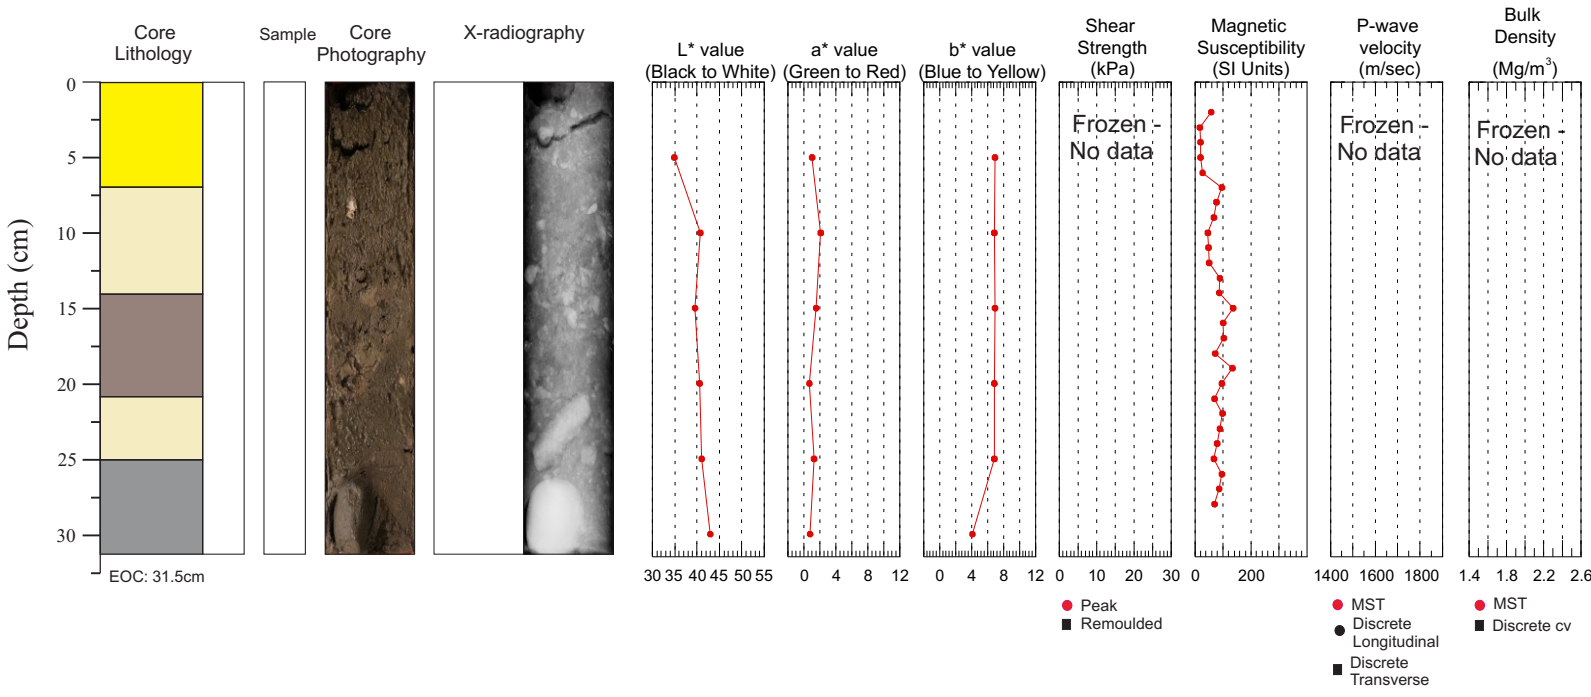 Core
Lithology
Sample
Core
Photography
X-radiography
L* value
(Black to White)
a* value
(Green to Red)
b* value
(Blue to Yellow)
Shear
Strength
(kPa)
Magnetic
Susceptibility
(SI Units)
P-wave
velocity
(m/sec)
Bulk
Density
(Mg/m³)
Depth (cm)
0
5
10
15
20
25
30
EOC: 31.5cm
Frozen -
No data
Frozen -
No data
Frozen -
No data
30 35 40 45 50 55
0 4 8 12
0 4 8 12
0 10 20 30
0 200
1400 1600 1800
1.4 1.8 2.2 2.6
Peak
Remoulded
MST
Discrete
Longitudinal
Discrete
Transverse
MST
Discrete cv